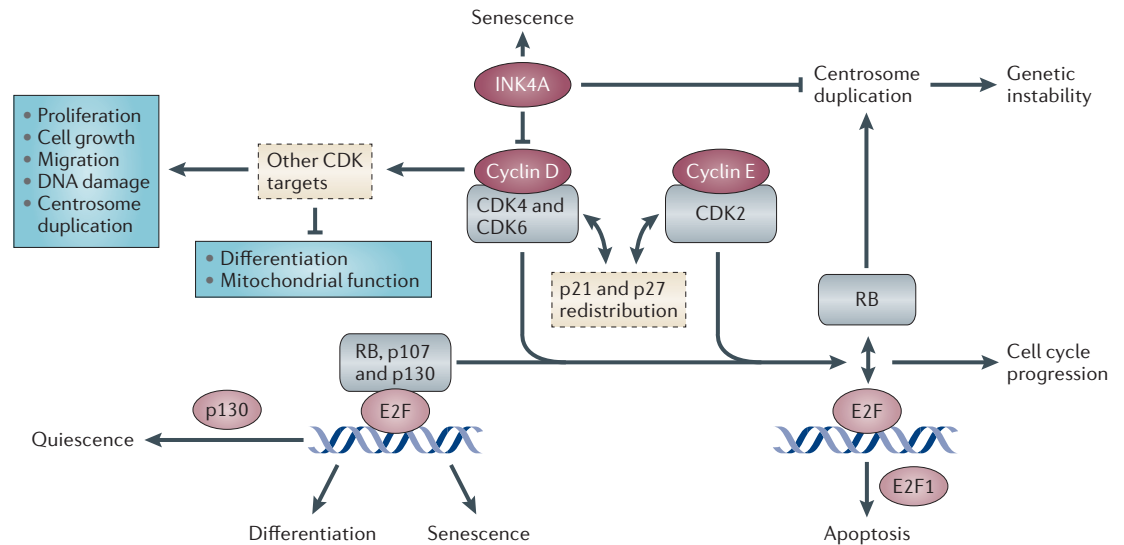 Senescence
INK4A
Centrosome
duplication
Genetic
instability
• Proliferation
• Cell growth
• Migration
• DNA damage
• Centrosome
duplication
Other CDK
targets
Cyclin D
CDK4 and
CDK6
Cyclin E
CDK2
• Differentiation
• Mitochondrial function
p21 and p27
redistribution
RB
RB, p107
and p130
Cell cycle
progression
p130
E2F
E2F
Quiescence
E2F1
Differentiation
Senescence
Apoptosis